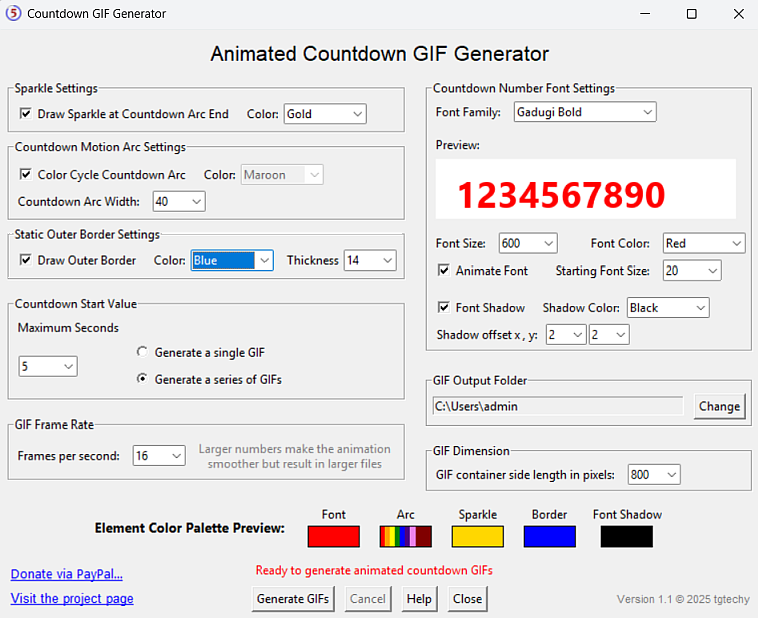 Countdown GIF Generator
Animated Countdown GIF Generator
Sparkle Settings
Draw Sparkle at Countdown Arc End Color: Gold
Countdown Motion Arc Settings
Color Cycle Countdown Arc Color: Maroon
Countdown Arc Width: 40
Static Outer Border Settings
Draw Outer Border Color: Blue Thickness 14
Countdown Start Value
Maximum Seconds
5
Generate a single GIF
Generate a series of GIFs
GIF Frame Rate
Frames per second: 16
Larger numbers make the animation
smoother but result in larger files
Countdown Number Font Settings
Font Family: Gadugi Bold
Preview:
1234567890
Font Size: 600 Font Color: Red
Animate Font Starting Font Size: 20
Font Shadow Shadow Color: Black
Shadow offset x , y: 2 2
GIF Output Folder
C:\Users\admin Change
GIF Dimension
GIF container side length in pixels: 800
Font Arc Sparkle Border Font Shadow
Element Color Palette Preview:
Ready to generate animated countdown GIFs
Donate via PayPal...
Visit the project page
Generate GIFs Cancel Help Close
Version 1.1 © 2025 tgtechy